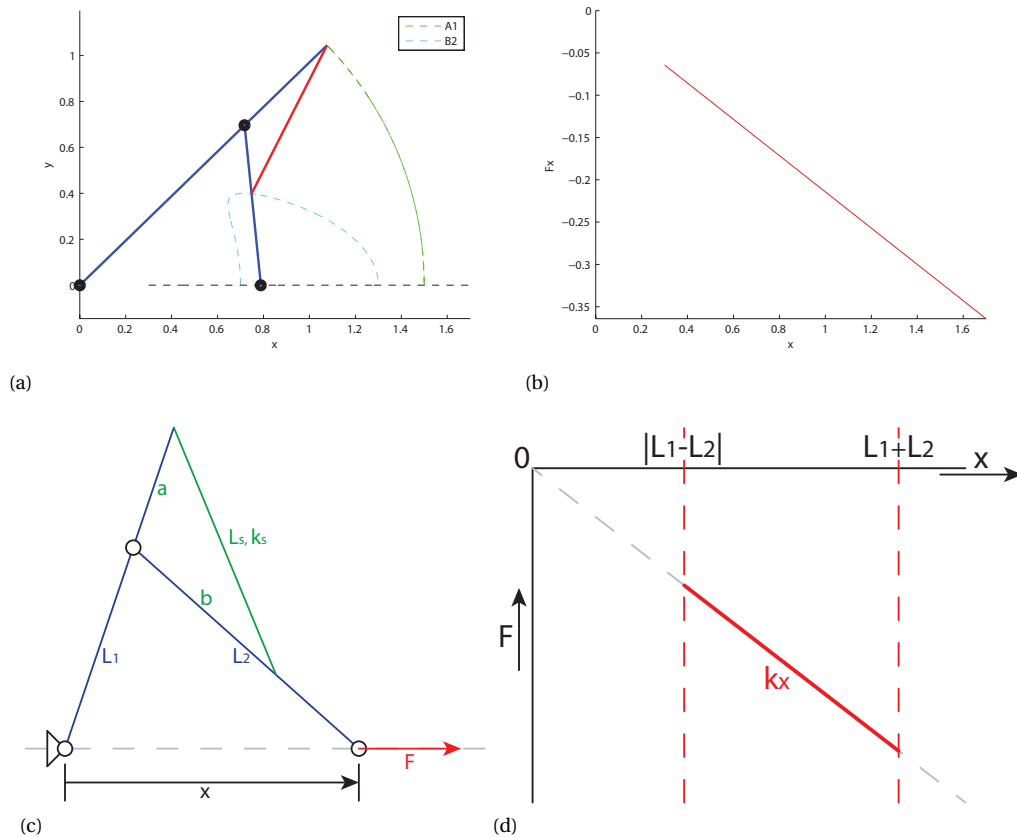 A1
B2
1
0.8
0.6
0.4
0.2
0
y
0 0.2 0.4 0.6 0.8 1 1.2 1.4 1.6
x
(a)
0
−0.05
−0.1
−0.15
−0.2
−0.25
−0.3
−0.35
Fx
0 0.2 0.4 0.6 0.8 1 1.2 1.4 1.6
x
(b)
a
Ls, ks
b
L1
L2
F
x
(c)
|L1-L2| L1+L2
0
x
F
kx
(d)